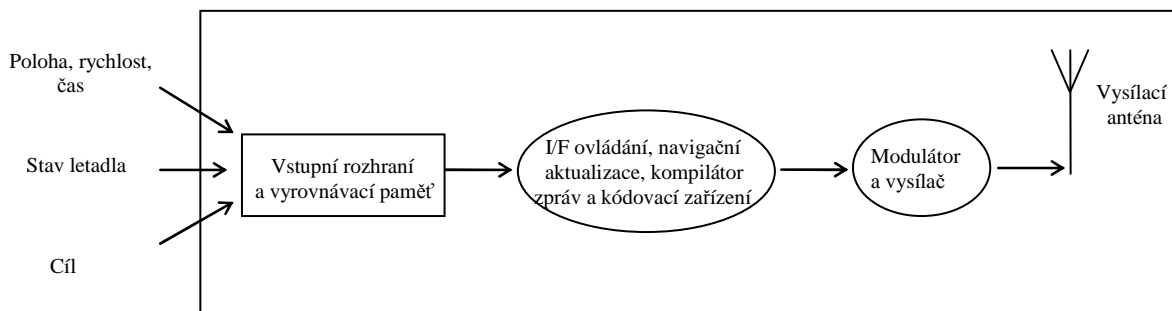 Poloha, rychlost,
čas
Stav letadla
Cíl
Vstupní rozhraní
a vyrovnávací paměť
I/F ovládání, navigační
aktualizace, kompilátor
zpráv a kódovací zařízení
Modulátor
a vysílač
Vysílací
anténa